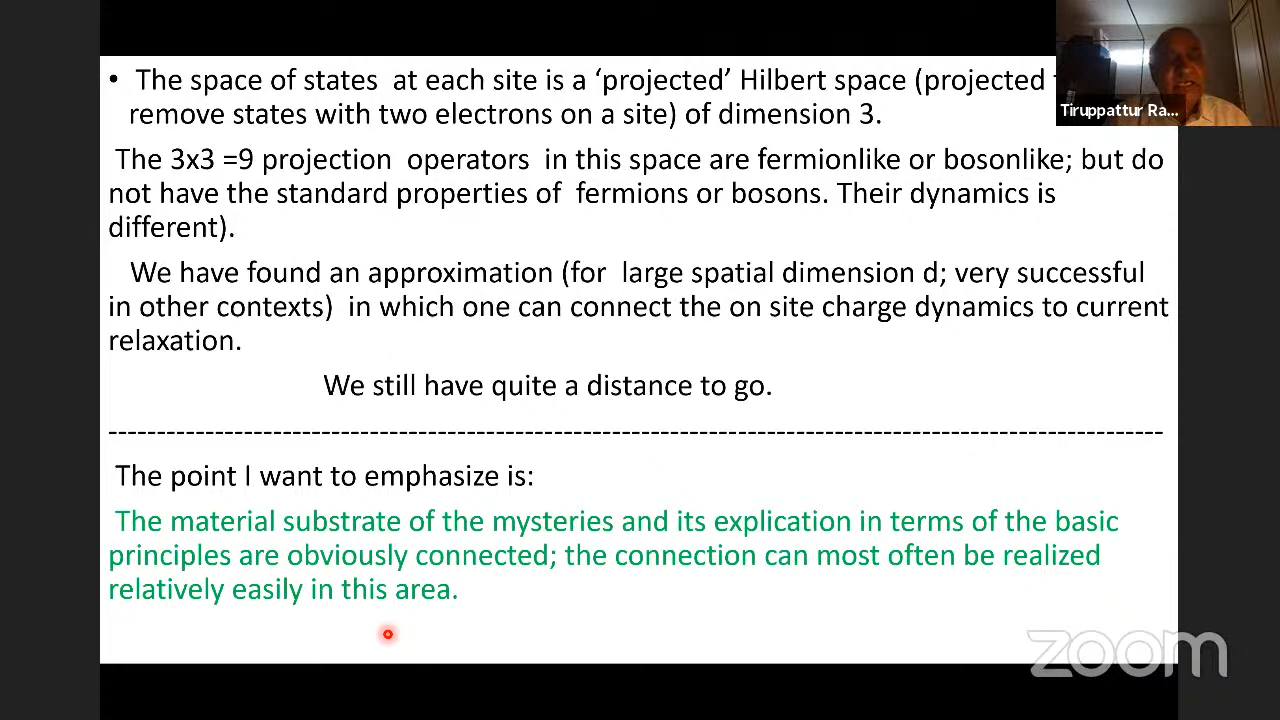 • The space of states at each site is a ‘projected’ Hilbert space (projected
remove states with two electrons on a site) of dimension 3.
The 3x3 =9 projection operators in this space are fermionlike or bosonlike; but do
not have the standard properties of fermions or bosons. Their dynamics is
different).
We have found an approximation (for large spatial dimension d; very successful
in other contexts) in which one can connect the on site charge dynamics to current
relaxation.
We still have quite a distance to go.
---------------------------------------------------------------------------------------------------------------
The point I want to emphasize is:
The material substrate of the mysteries and its explication in terms of the basic
principles are obviously connected; the connection can most often be realized
relatively easily in this area.
Tiruppattur Ra...
zoom